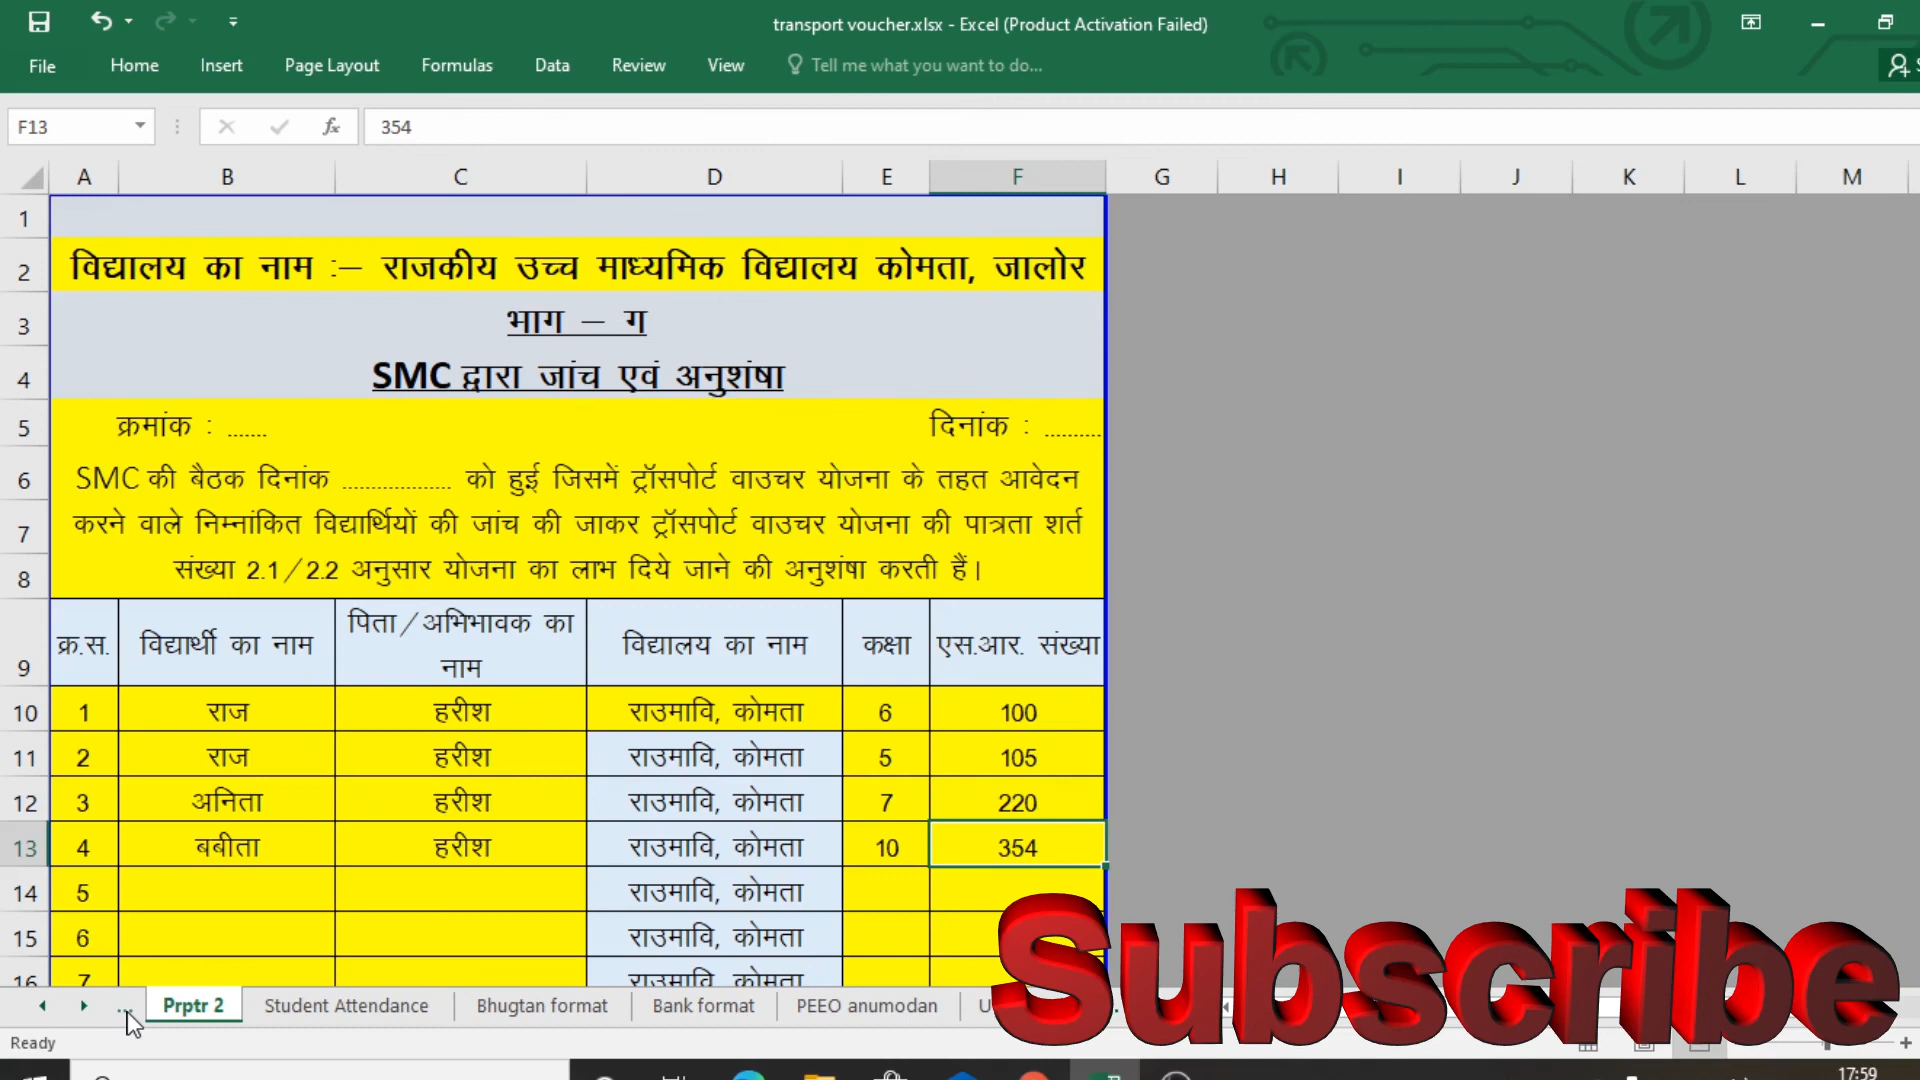 transport voucher.xlsx - Excel (Product Activation Failed)
File Home Insert Page Layout Formulas Data Review View Tell me what you want to do...
F13 fx 354
A B C D E F G H I J K L M
1
2 विद्यालय का नाम :– राजकीय उच्च माध्यमिक विद्यालय कोमता, जालोर
3 भाग – ग
4 SMC द्वारा जांच एवं अनुशंषा
5 क्रमांक : ...... दिनांक : .........
6 SMC की बैठक दिनांक .................. को हुई जिसमें ट्रॉसपोर्ट वाउचर योजना के तहत आवेदन
7 करने वाले निम्नांकित विद्यार्थियों की जांच की जाकर ट्रॉसपोर्ट वाउचर योजना की पात्रता शर्त
8 संख्या 2.1/2.2 अनुसार योजना का लाभ दिये जाने की अनुशंषा करती हैं।
9 क्र.स. विद्यार्थी का नाम पिता/अभिभावक का नाम विद्यालय का नाम कक्षा एस.आर. संख्या
10 1 राज हरीश राउमावि, कोमता 6 100
11 2 राज हरीश राउमावि, कोमता 5 105
12 3 अनिता हरीश राउमावि, कोमता 7 220
13 4 बबीता हरीश राउमावि, कोमता 10 354
14 5 राउमावि, कोमता
15 6 राउमावि, कोमता
16 7 राउमावि, कोमता
Subscribe
... Prptr 2 Student Attendance Bhugtan format Bank format PEEO anumodan
Ready
17:59